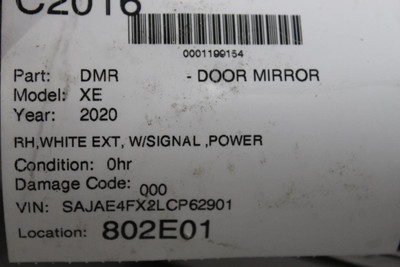 C2016
0001199154
Part: DMR - DOOR MIRROR
Model: XE
Year: 2020
RH,WHITE EXT, W/SIGNAL ,POWER
Condition: 0hr
Damage Code: 000
VIN: SAJAE4FX2LCP62901
Location: 802E01